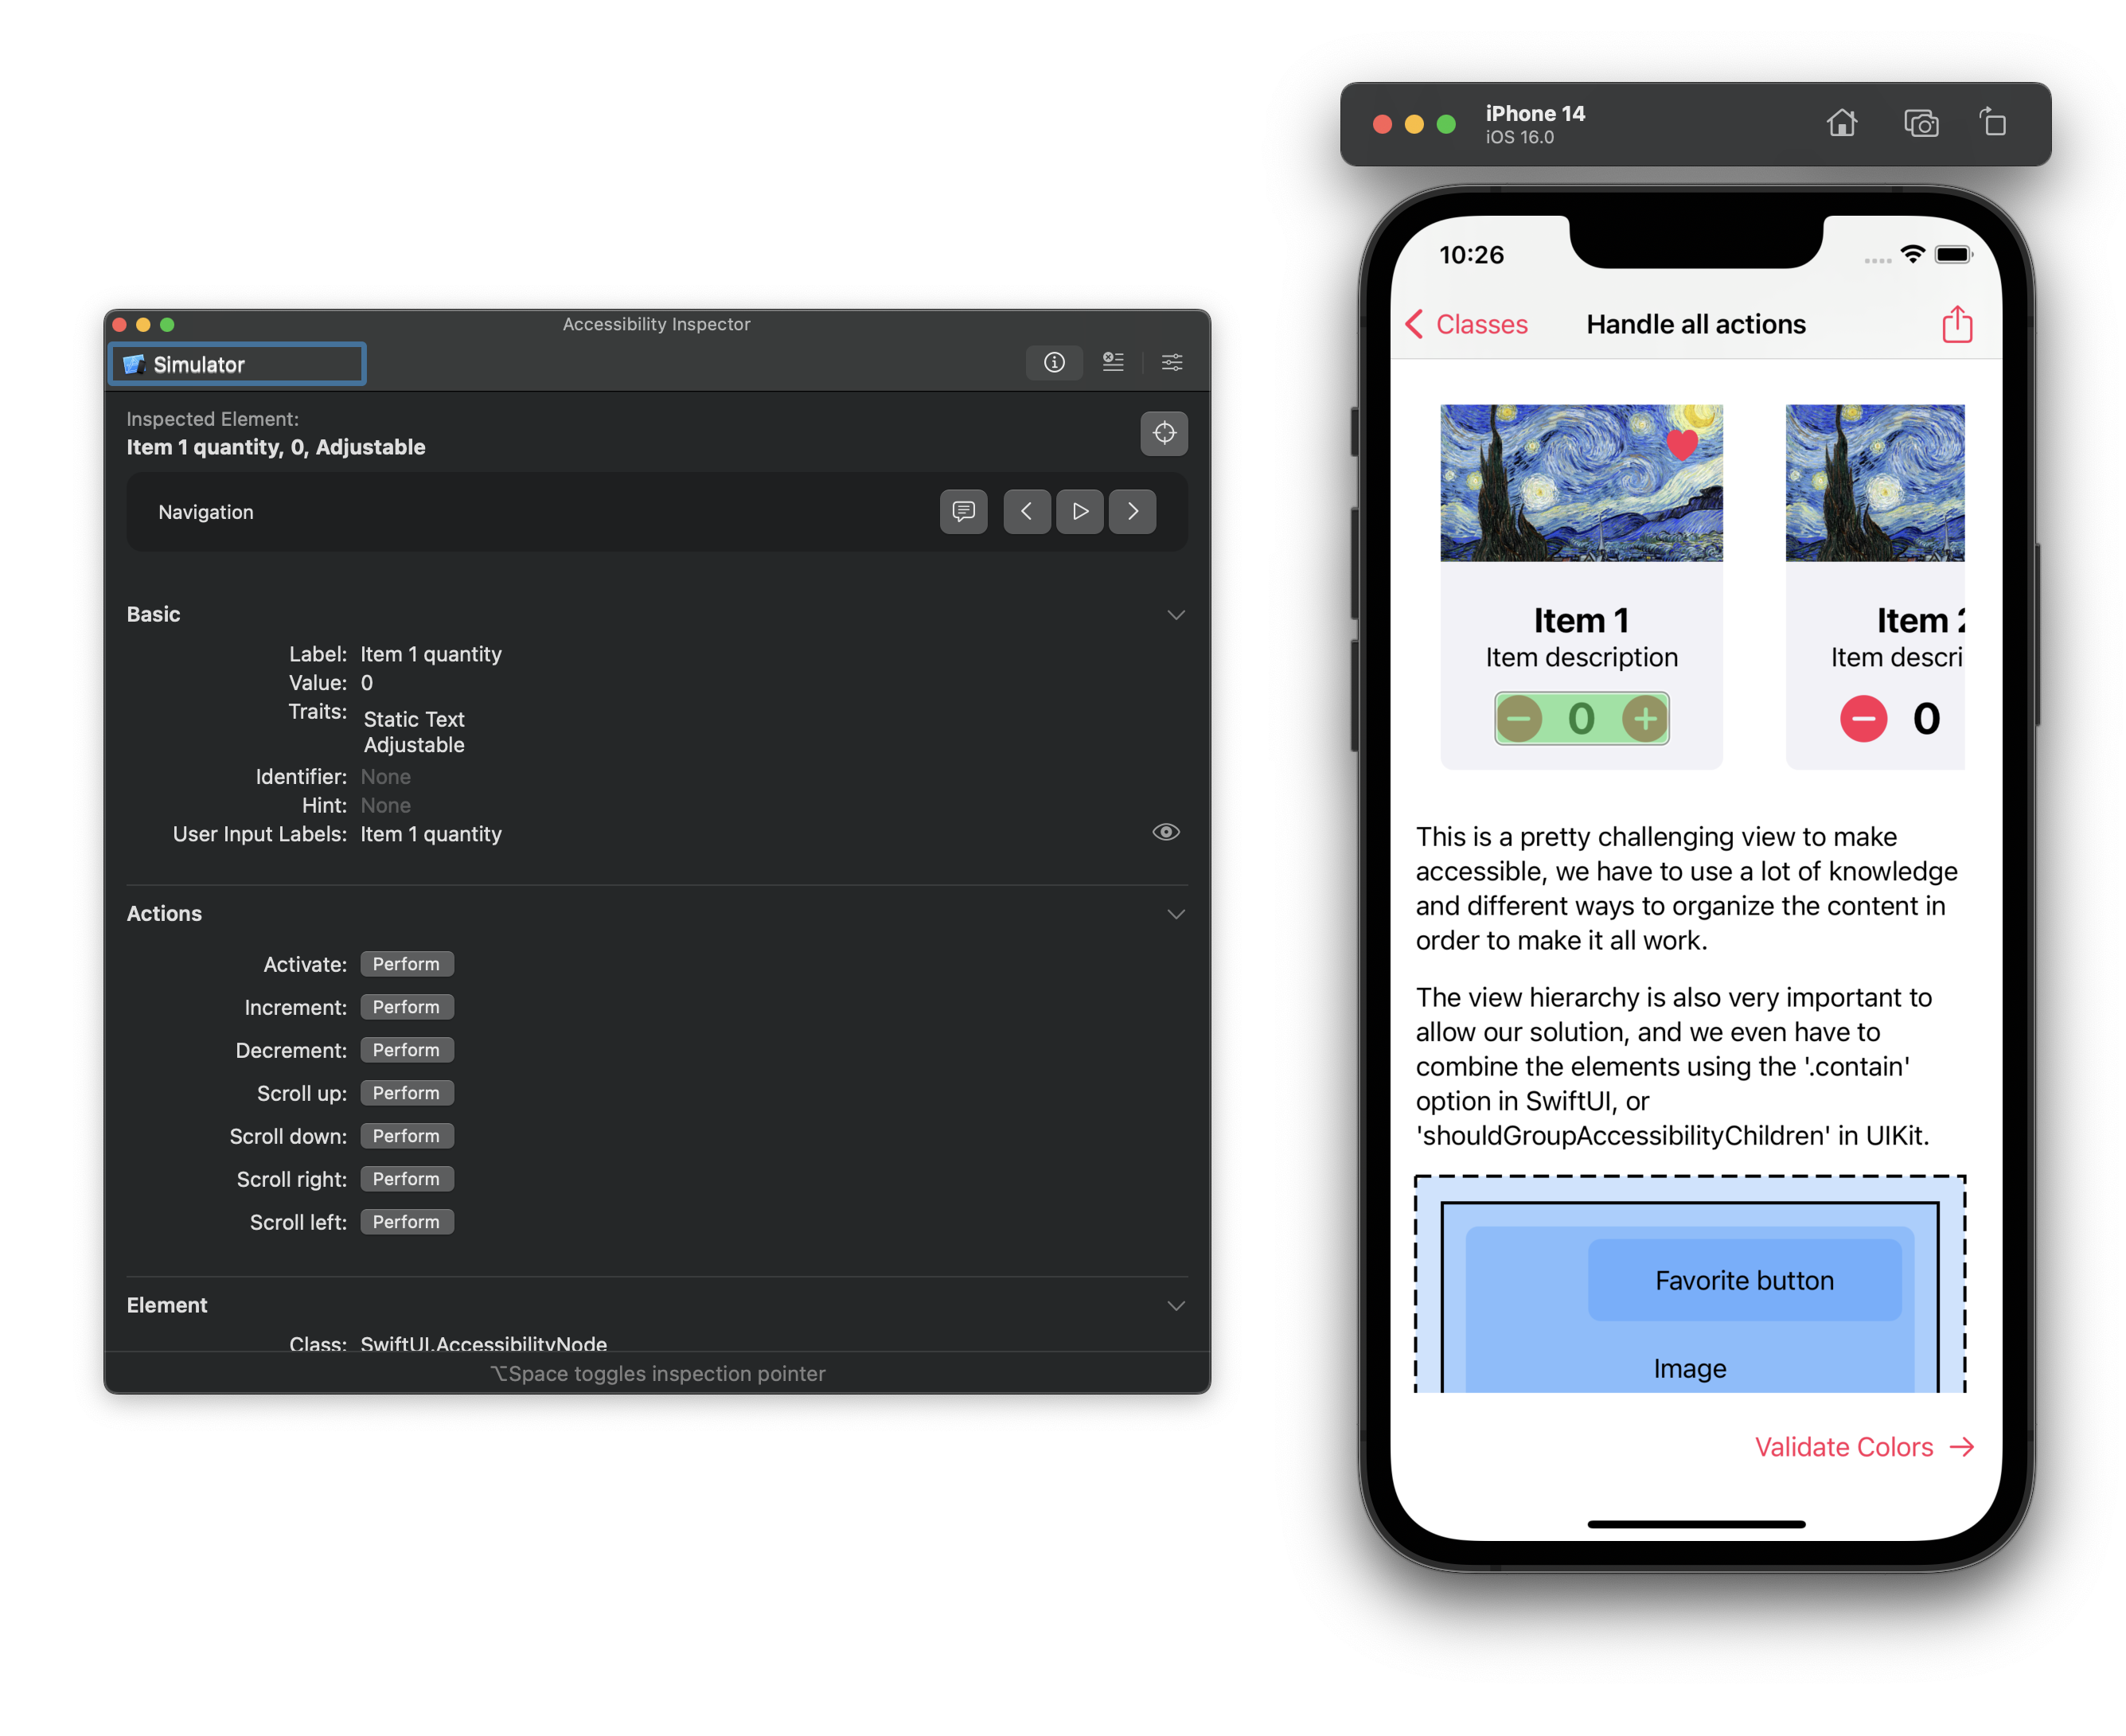 Accessibility Inspector
Simulator
Inspected Element:
Item 1 quantity, 0, Adjustable
Navigation
Basic
Label: Item 1 quantity
Value: 0
Traits: Static Text
Adjustable
Identifier: None
Hint: None
User Input Labels: Item 1 quantity
Actions
Activate: Perform
Increment: Perform
Decrement: Perform
Scroll up: Perform
Scroll down: Perform
Scroll right: Perform
Scroll left: Perform
Element
Class: SwiftUI.AccessibilityNode
⌥Space toggles inspection pointer
iPhone 14
iOS 16.0
10:26
Classes
Handle all actions
Item 1
Item description
0
Item 2
Item descri
0
This is a pretty challenging view to make
accessible, we have to use a lot of knowledge
and different ways to organize the content in
order to make it all work.
The view hierarchy is also very important to
allow our solution, and we even have to
combine the elements using the '.contain'
option in SwiftUI, or
'shouldGroupAccessibilityChildren' in UIKit.
Favorite button
Image
Validate Colors →